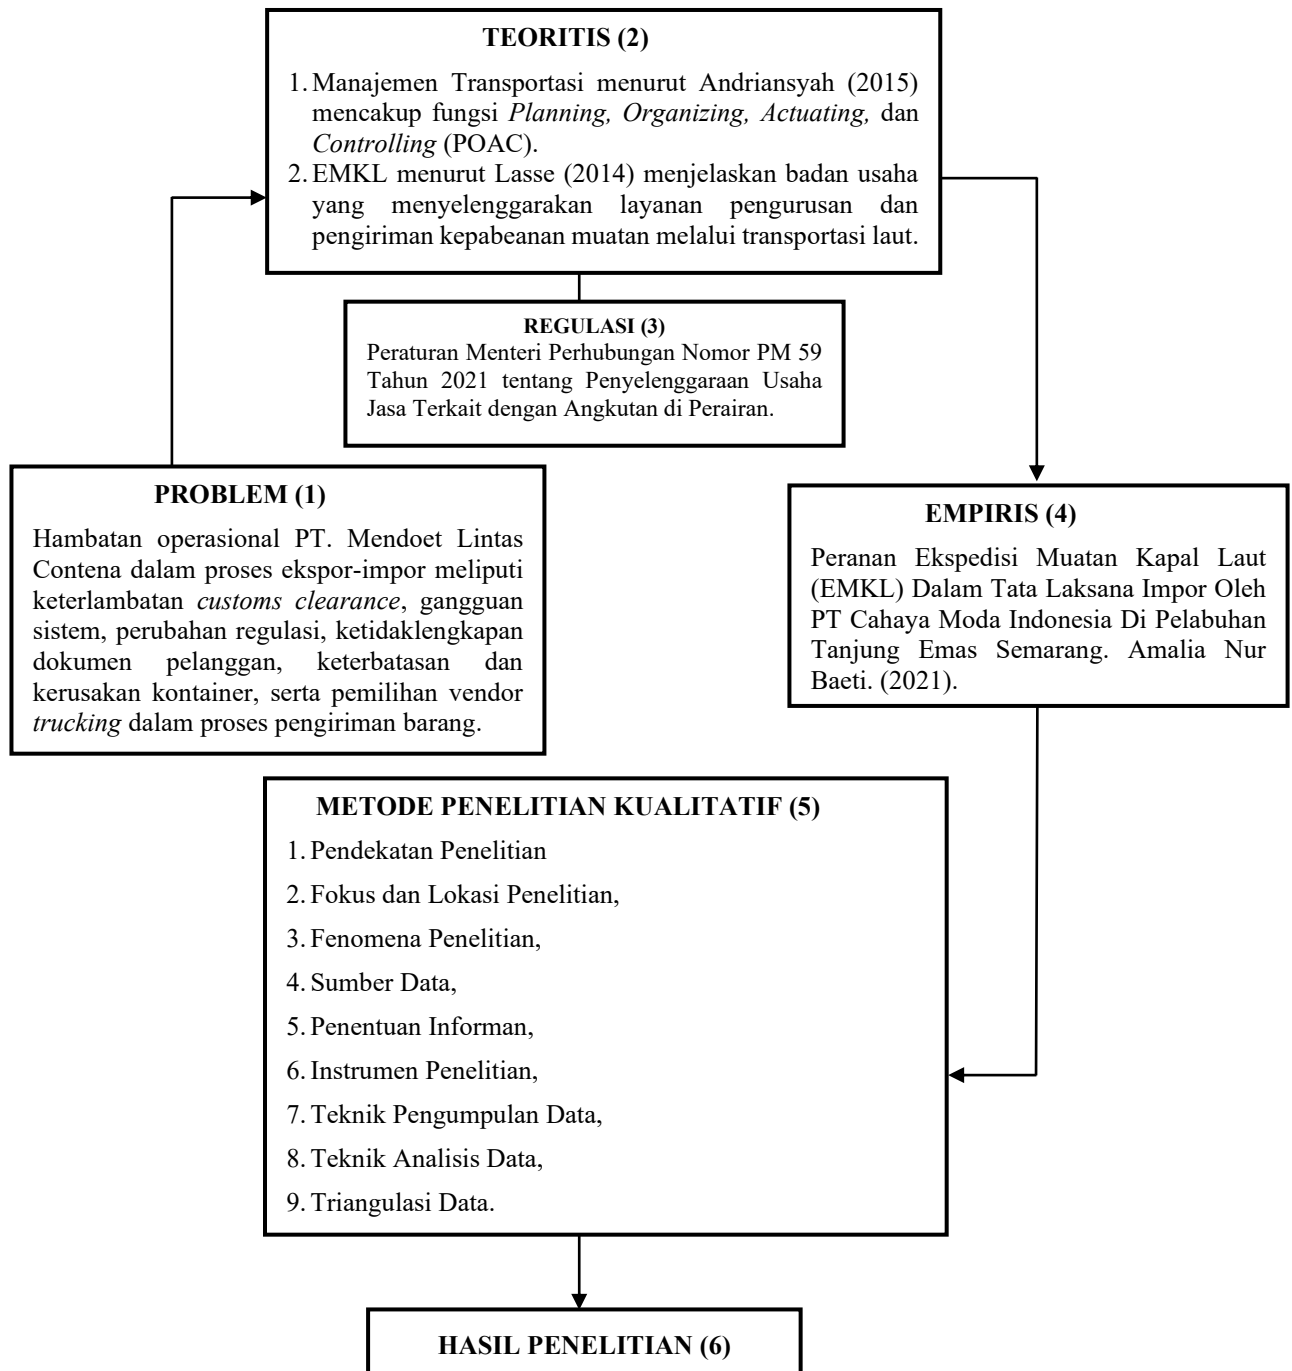 TEORITIS (2)
1. Manajemen Transportasi menurut Andriansyah (2015)
mencakup fungsi Planning, Organizing, Actuating, dan
Controlling (POAC).
2. EMKL menurut Lasse (2014) menjelaskan badan usaha
yang menyelenggarakan layanan pengurusan dan
pengiriman kepabeanan muatan melalui transportasi laut.
REGULASI (3)
Peraturan Menteri Perhubungan Nomor PM 59
Tahun 2021 tentang Penyelenggaraan Usaha
Jasa Terkait dengan Angkutan di Perairan.
PROBLEM (1)
Hambatan operasional PT. Mendoet Lintas
Contena dalam proses ekspor-impor meliputi
keterlambatan customs clearance, gangguan
sistem, perubahan regulasi, ketidaklengkapan
dokumen pelanggan, keterbatasan dan
kerusakan kontainer, serta pemilihan vendor
trucking dalam proses pengiriman barang.
EMPIRIS (4)
Peranan Ekspedisi Muatan Kapal Laut
(EMKL) Dalam Tata Laksana Impor Oleh
PT Cahaya Moda Indonesia Di Pelabuhan
Tanjung Emas Semarang. Amalia Nur
Baeti. (2021).
METODE PENELITIAN KUALITATIF (5)
1. Pendekatan Penelitian
2. Fokus dan Lokasi Penelitian,
3. Fenomena Penelitian,
4. Sumber Data,
5. Penentuan Informan,
6. Instrumen Penelitian,
7. Teknik Pengumpulan Data,
8. Teknik Analisis Data,
9. Triangulasi Data.
HASIL PENELITIAN (6)